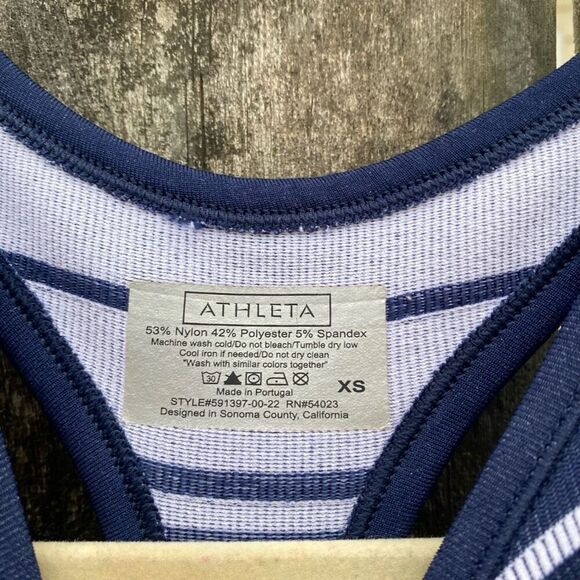 ATHLETA
53% Nylon 42% Polyester 5% Spandex
Machine wash cold/Do not bleach/Tumble dry low
Cool iron if needed/Do not dry clean
"Wash with similar colors together"
30
XS
Made in Portugal
STYLE#591397-00-22 RN#54023
Designed in Sonoma County, California